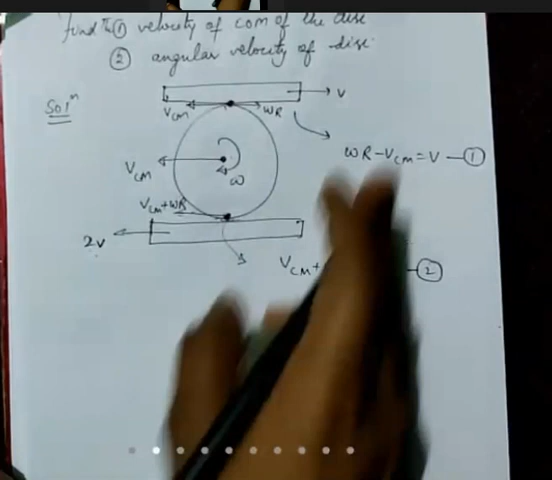 find the ① velocity of COM of the disc
② angular velocity of disc
Solⁿ
V
V_CM
ωR
ωR - V_CM = V — ①
V_CM
ω
V_CM + ωR
2V
V_CM +
②